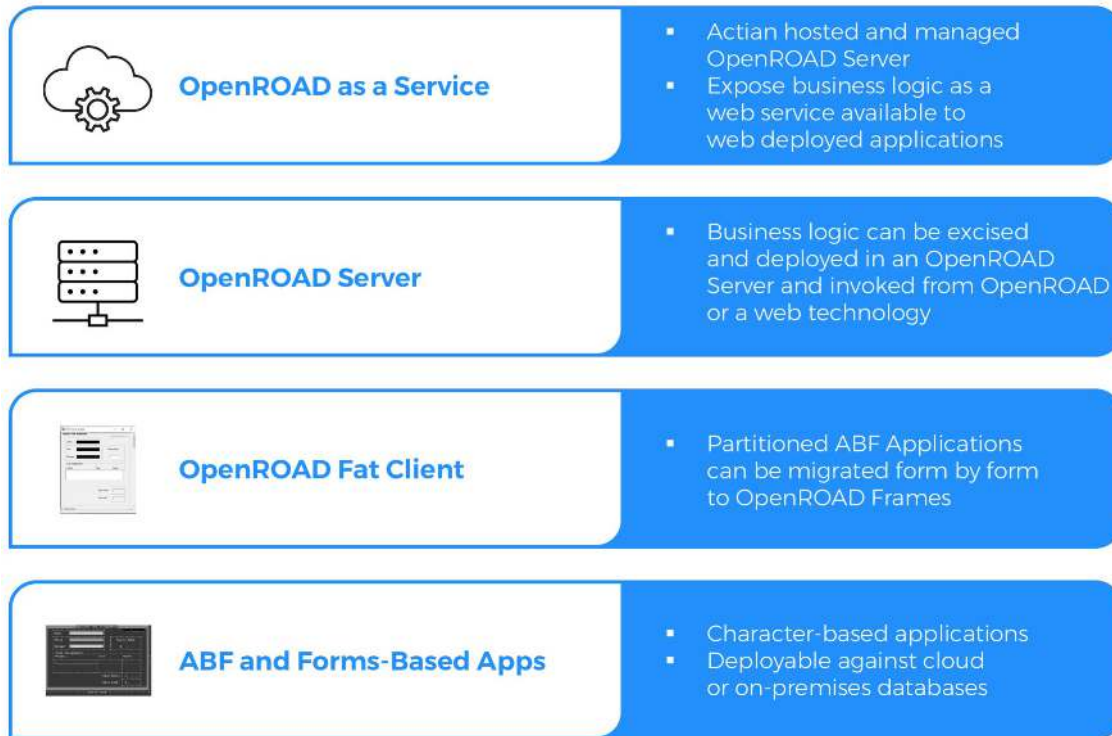 OpenROAD as a Service
▪ Actian hosted and managed
OpenROAD Server
▪ Expose business logic as a
web service available to
web deployed applications
OpenROAD Server
▪ Business logic can be excised
and deployed in an OpenROAD
Server and invoked from OpenROAD
or a web technology
OpenROAD Fat Client
▪ Partitioned ABF Applications
can be migrated form by form
to OpenROAD Frames
ABF and Forms-Based Apps
▪ Character-based applications
▪ Deployable against cloud
or on-premises databases